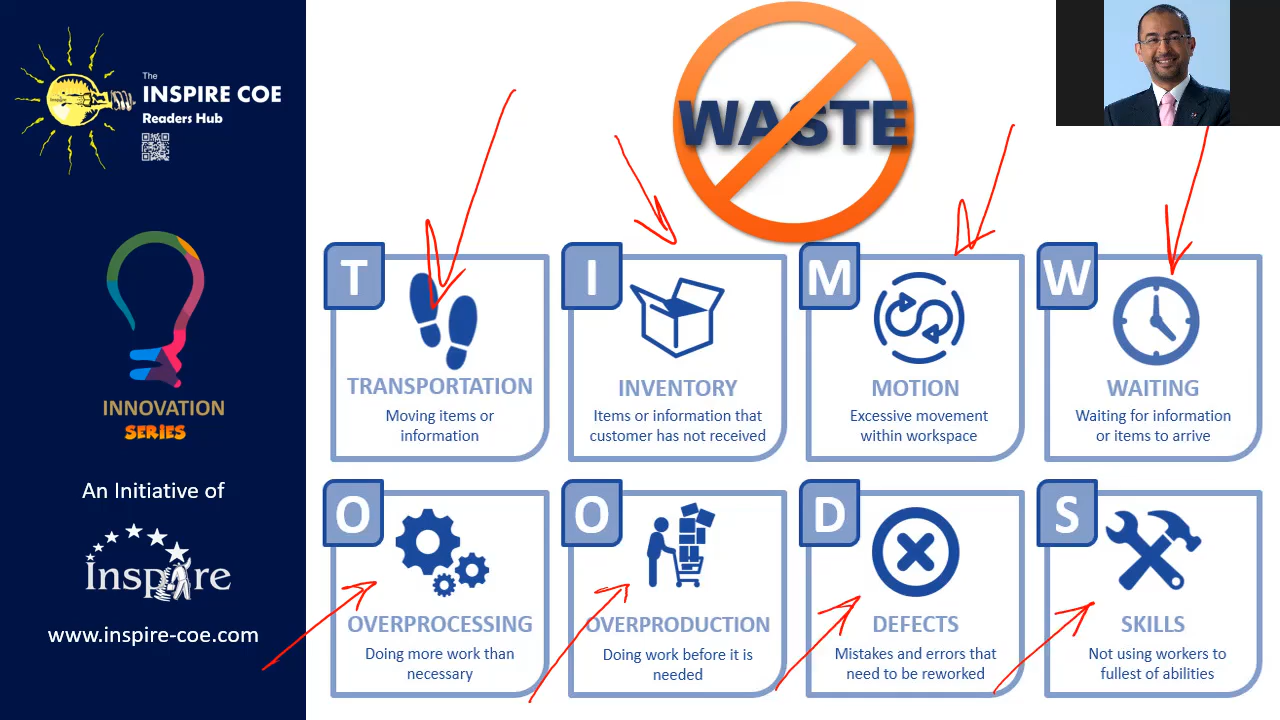 The
INSPIRE COE
Readers Hub
INNOVATION
SERIES
An Initiative of
Inspire
www.inspire-coe.com
WASTE
T
TRANSPORTATION
Moving items or
information
I
INVENTORY
Items or information that
customer has not received
M
MOTION
Excessive movement
within workspace
W
WAITING
Waiting for information
or items to arrive
O
OVERPROCESSING
Doing more work than
necessary
O
OVERPRODUCTION
Doing work before it is
needed
D
DEFECTS
Mistakes and errors that
need to be reworked
S
SKILLS
Not using workers to
fullest of abilities